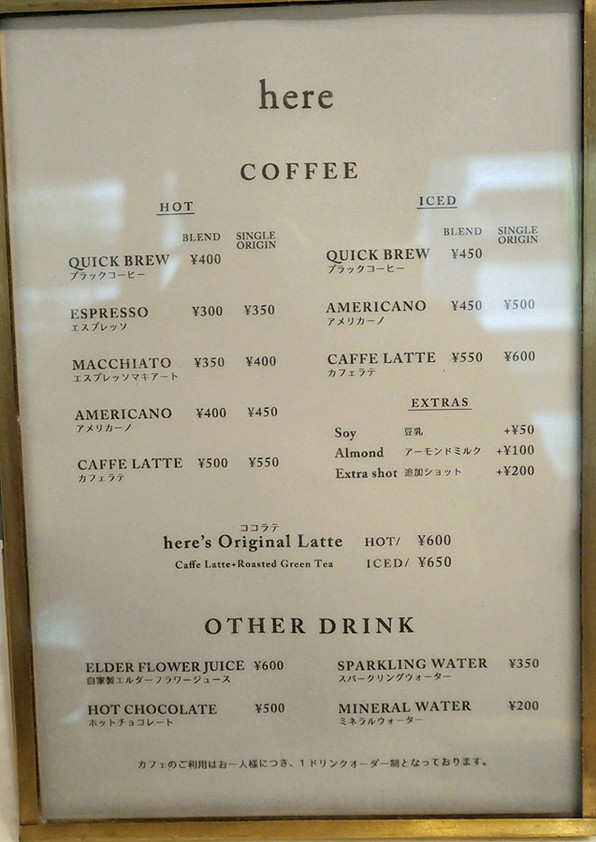 here
COFFEE
HOT
BLEND SINGLE ORIGIN
QUICK BREW ¥400
ブラックコーヒー
ESPRESSO ¥300 ¥350
エスプレッソ
MACCHIATO ¥350 ¥400
エスプレッソマキアート
AMERICANO ¥400 ¥450
アメリカーノ
CAFFE LATTE ¥500 ¥550
カフェラテ
ICED
BLEND SINGLE ORIGIN
QUICK BREW ¥450
ブラックコーヒー
AMERICANO ¥450 ¥500
アメリカーノ
CAFFE LATTE ¥550 ¥600
カフェラテ
EXTRAS
Soy 豆乳 +¥50
Almond アーモンドミルク +¥100
Extra shot 追加ショット +¥200
ココラテ
here's Original Latte HOT/ ¥600
Caffe Latte+Roasted Green Tea ICED/ ¥650
OTHER DRINK
ELDER FLOWER JUICE ¥600
自家製エルダーフラワージュース
HOT CHOCOLATE ¥500
ホットチョコレート
SPARKLING WATER ¥350
スパークリングウォーター
MINERAL WATER ¥200
ミネラルウォーター
カフェのご利用はお一人様につき、1ドリンクオーダー制となっております。